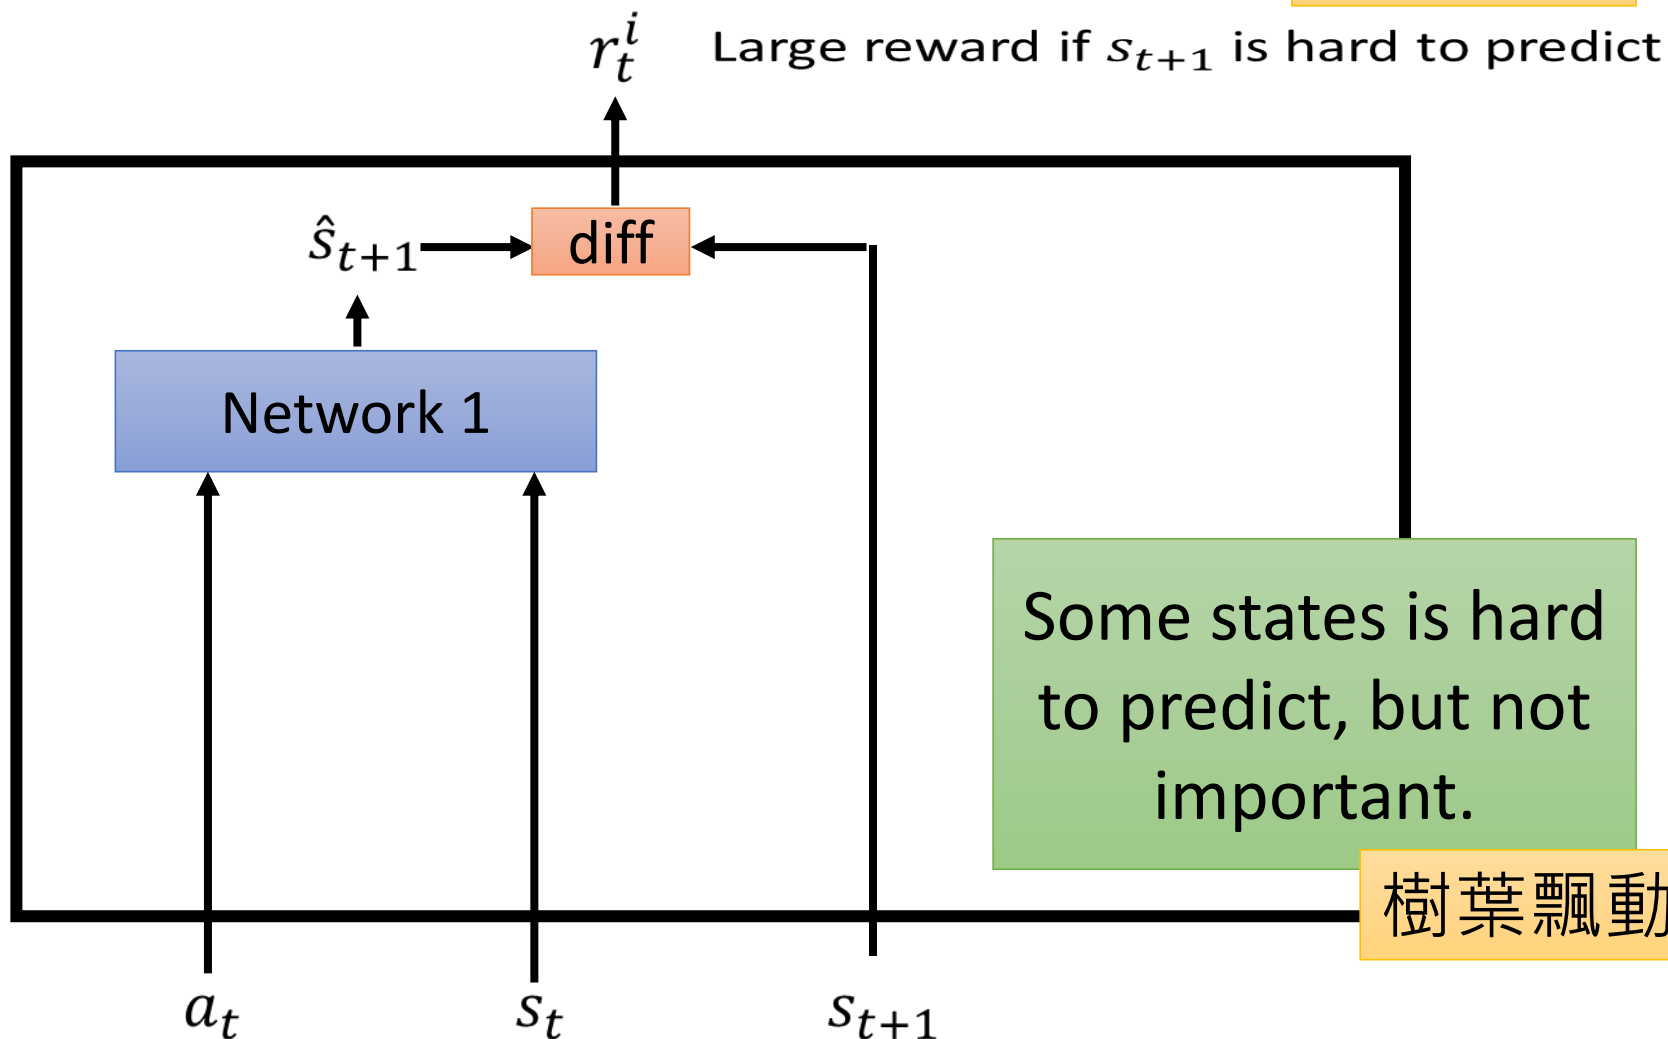 r_t^i Large reward if s_{t+1} is hard to predict
ŝ_{t+1} diff
Network 1
Some states is hard
to predict, but not
important.
樹葉飄動
a_t s_t s_{t+1}